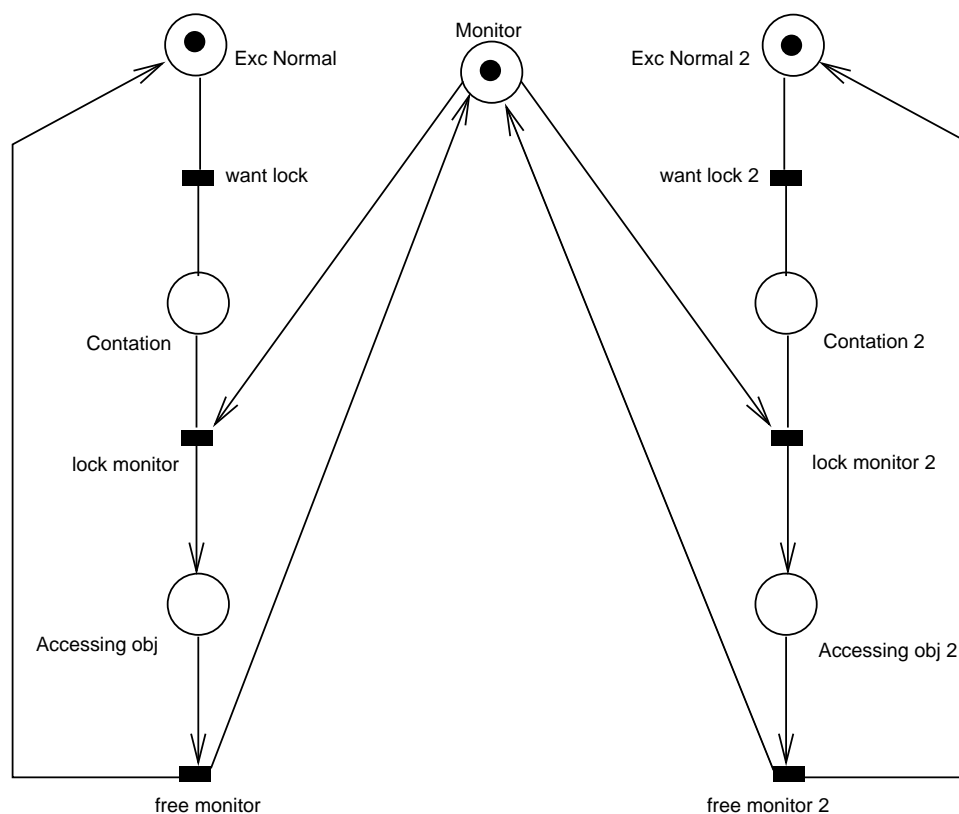 Monitor
Exc Normal
Exc Normal 2
want lock
want lock 2
Contation
Contation 2
lock monitor
lock monitor 2
Accessing obj
Accessing obj 2
free monitor
free monitor 2